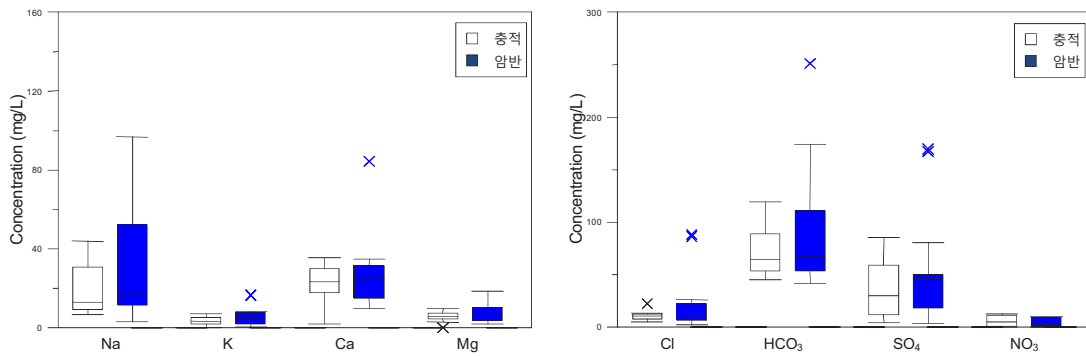 160
120
80
40
0
Concentration (mg/L)
충적
암반
Na K Ca Mg
300
200
100
0
Concentration (mg/L)
충적
암반
Cl HCO₃ SO₄ NO₃